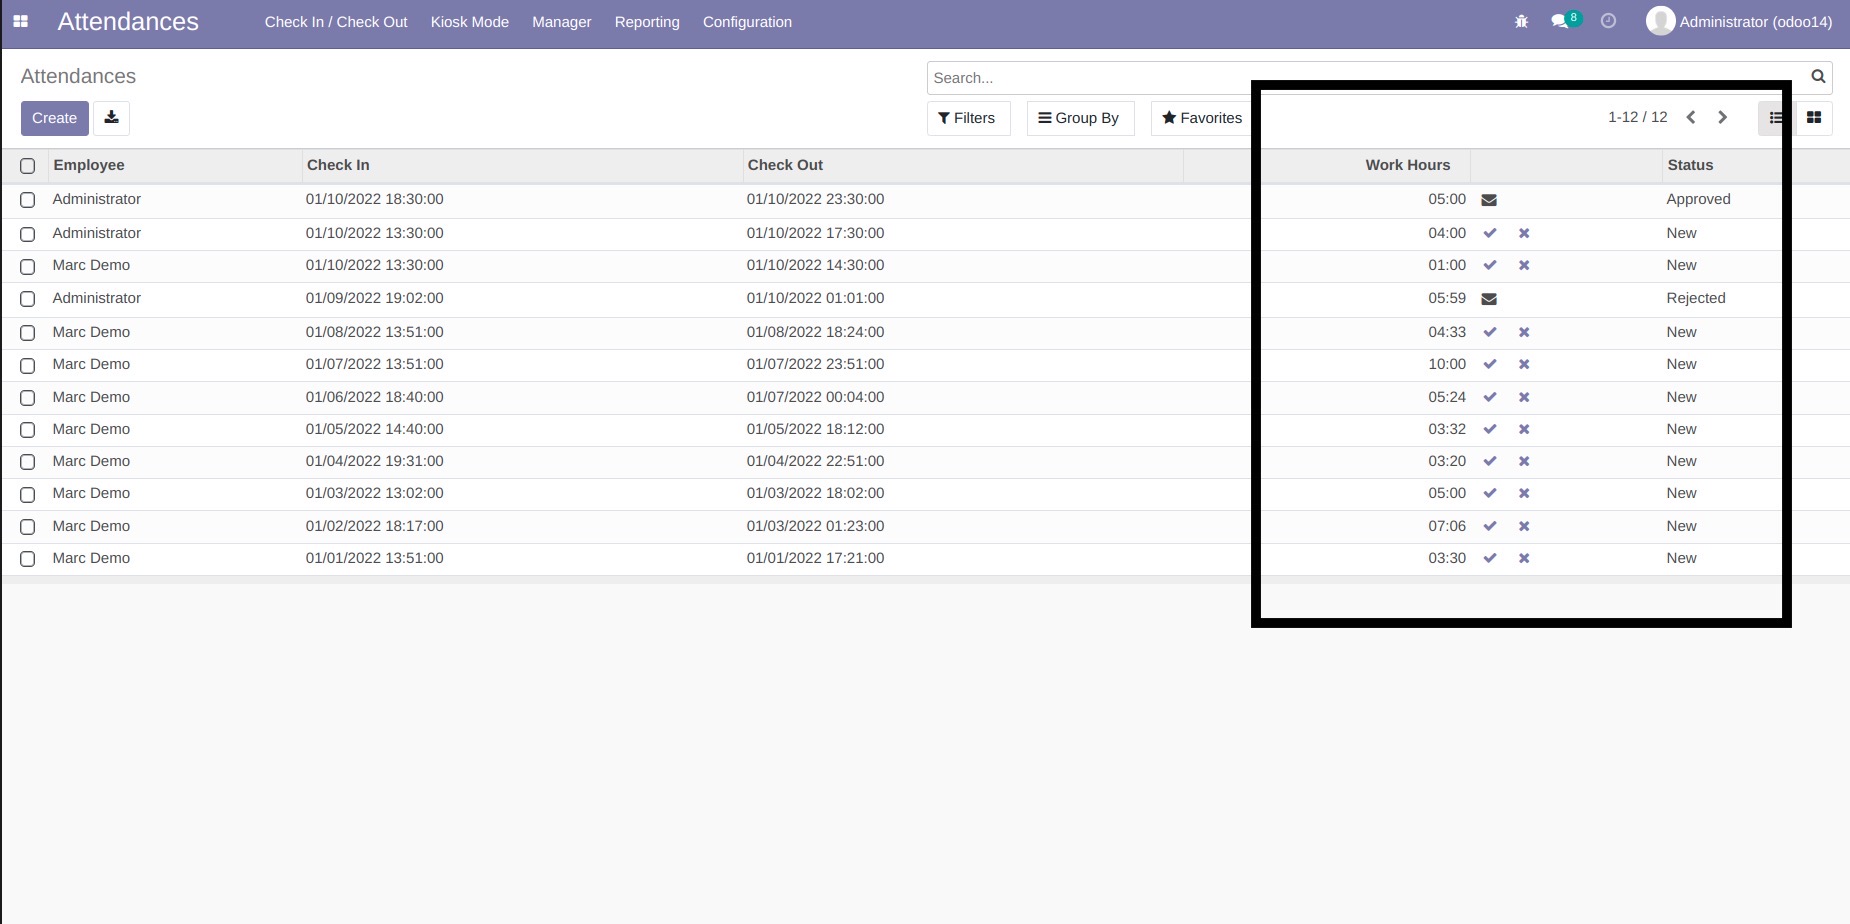 Attendances Check In / Check Out Kiosk Mode Manager Reporting Configuration 8 Administrator (odoo14)
Attendances Search...
Create Filters Group By Favorites 1-12 / 12
Employee Check In Check Out Work Hours Status
Administrator 01/10/2022 18:30:00 01/10/2022 23:30:00 05:00 Approved
Administrator 01/10/2022 13:30:00 01/10/2022 17:30:00 04:00 New
Marc Demo 01/10/2022 13:30:00 01/10/2022 14:30:00 01:00 New
Administrator 01/09/2022 19:02:00 01/10/2022 01:01:00 05:59 Rejected
Marc Demo 01/08/2022 13:51:00 01/08/2022 18:24:00 04:33 New
Marc Demo 01/07/2022 13:51:00 01/07/2022 23:51:00 10:00 New
Marc Demo 01/06/2022 18:40:00 01/07/2022 00:04:00 05:24 New
Marc Demo 01/05/2022 14:40:00 01/05/2022 18:12:00 03:32 New
Marc Demo 01/04/2022 19:31:00 01/04/2022 22:51:00 03:20 New
Marc Demo 01/03/2022 13:02:00 01/03/2022 18:02:00 05:00 New
Marc Demo 01/02/2022 18:17:00 01/03/2022 01:23:00 07:06 New
Marc Demo 01/01/2022 13:51:00 01/01/2022 17:21:00 03:30 New